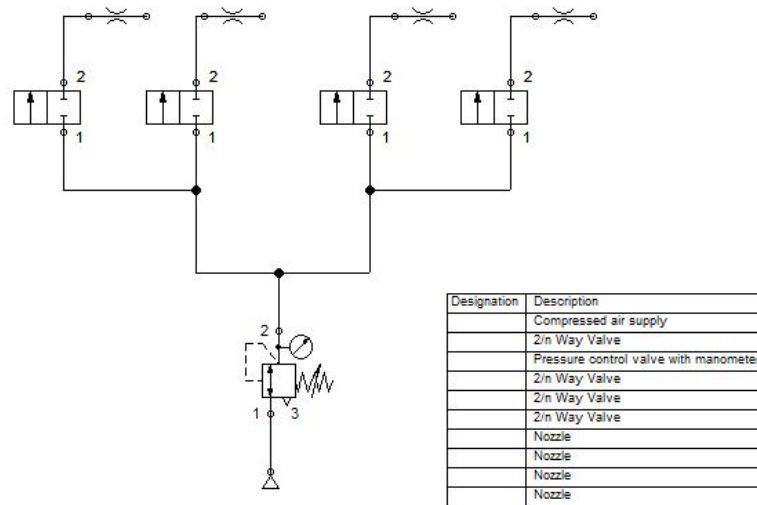 2 2 2 2
1 1 1 1
2
1 3
Designation Description
Compressed air supply
2/n Way Valve
Pressure control valve with manometer
2/n Way Valve
2/n Way Valve
2/n Way Valve
Nozzle
Nozzle
Nozzle
Nozzle